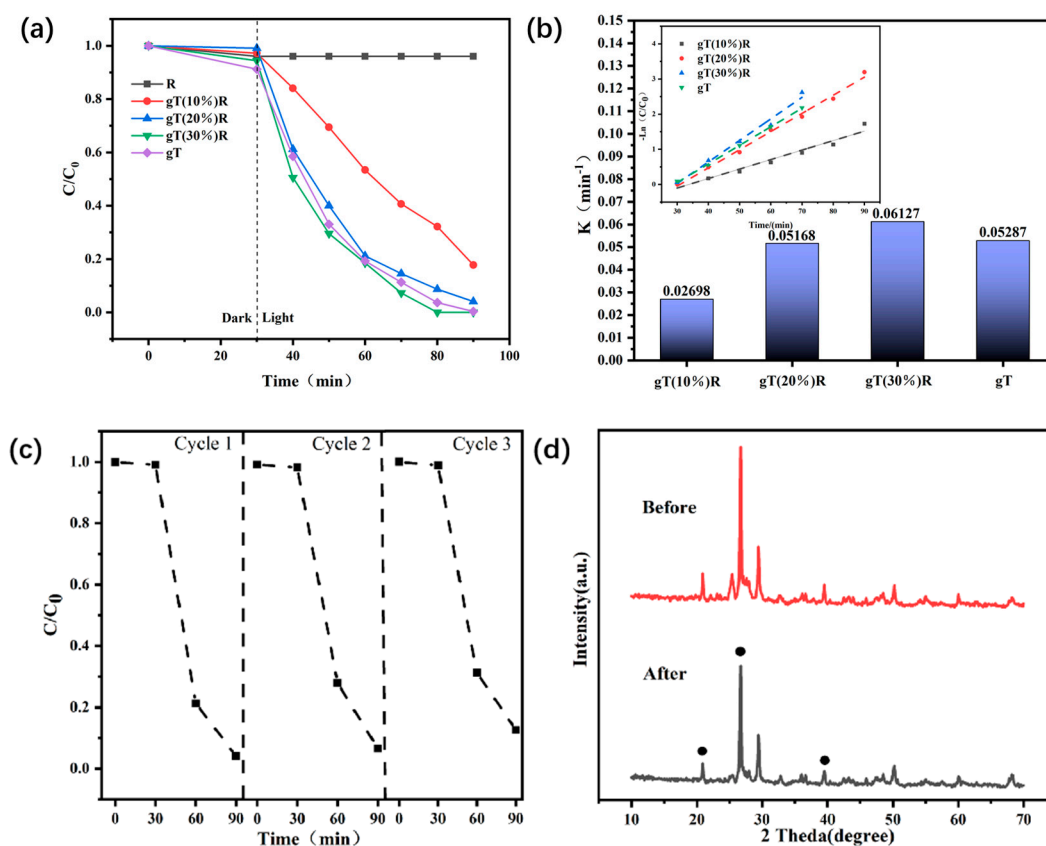 (a)
C/C0
1.0
0.8
0.6
0.4
0.2
0.0
R
gT(10%)R
gT(20%)R
gT(30%)R
gT
Dark
Light
0
20
40
60
80
100
Time（min）
(b)
K（min-1）
0.15
0.14
0.13
0.12
0.11
0.10
0.09
0.08
0.07
0.06
0.05
0.04
0.03
0.02
0.01
0.00
-Ln（C/C0）
4
3
2
1
0
gT(10%)R
gT(20%)R
gT(30%)R
gT
30
40
50
60
70
80
90
Time/(min)
0.02698
0.05168
0.06127
0.05287
gT(10%)R
gT(20%)R
gT(30%)R
gT
(c)
C/C0
1.0
0.8
0.6
0.4
0.2
0.0
Cycle 1
Cycle 2
Cycle 3
0 30 60 90
0 30 60 90
0 30 60 90
Time（min）
(d)
Intensity(a.u.)
Before
After
10
20
30
40
50
60
70
2 Theda(degree)